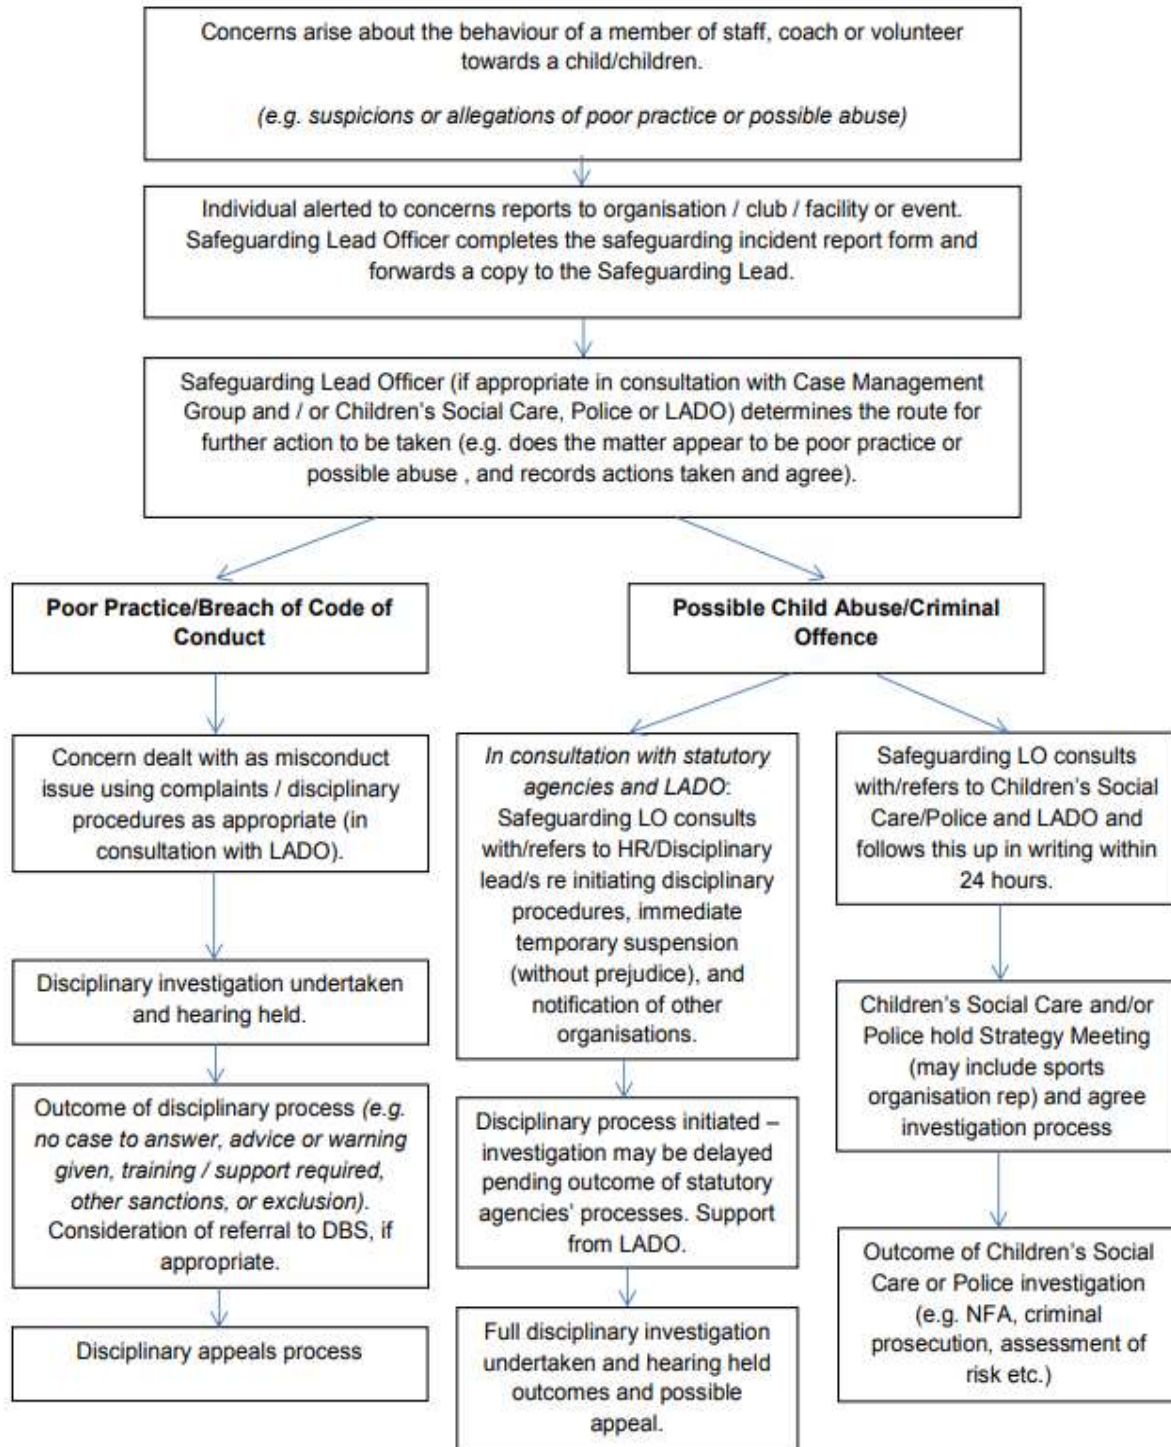 Concerns arise about the behaviour of a member of staff, coach or volunteer
towards a child/children.
(e.g. suspicions or allegations of poor practice or possible abuse)
Individual alerted to concerns reports to organisation / club / facility or event.
Safeguarding Lead Officer completes the safeguarding incident report form and
forwards a copy to the Safeguarding Lead.
Safeguarding Lead Officer (if appropriate in consultation with Case Management
Group and / or Children's Social Care, Police or LADO) determines the route for
further action to be taken (e.g. does the matter appear to be poor practice or
possible abuse , and records actions taken and agree).
Poor Practice/Breach of Code of
Conduct
Possible Child Abuse/Criminal
Offence
Concern dealt with as misconduct
issue using complaints / disciplinary
procedures as appropriate (in
consultation with LADO).
Disciplinary investigation undertaken
and hearing held.
Outcome of disciplinary process (e.g.
no case to answer, advice or warning
given, training / support required,
other sanctions, or exclusion).
Consideration of referral to DBS, if
appropriate.
Disciplinary appeals process
In consultation with statutory
agencies and LADO:
Safeguarding LO consults
with/refers to HR/Disciplinary
lead/s re initiating disciplinary
procedures, immediate
temporary suspension
(without prejudice), and
notification of other
organisations.
Disciplinary process initiated –
investigation may be delayed
pending outcome of statutory
agencies' processes. Support
from LADO.
Full disciplinary investigation
undertaken and hearing held
outcomes and possible
appeal.
Safeguarding LO consults
with/refers to Children's Social
Care/Police and LADO and
follows this up in writing within
24 hours.
Children's Social Care and/or
Police hold Strategy Meeting
(may include sports
organisation rep) and agree
investigation process
Outcome of Children's Social
Care or Police investigation
(e.g. NFA, criminal
prosecution, assessment of
risk etc.)